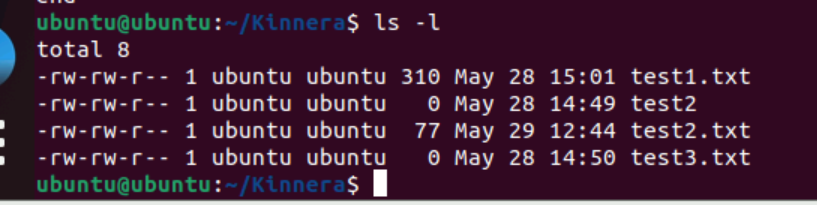 end
ubuntu@ubuntu:~/Kinnera$ ls -l
total 8
-rw-rw-r-- 1 ubuntu ubuntu 310 May 28 15:01 test1.txt
-rw-rw-r-- 1 ubuntu ubuntu   0 May 28 14:49 test2
-rw-rw-r-- 1 ubuntu ubuntu  77 May 29 12:44 test2.txt
-rw-rw-r-- 1 ubuntu ubuntu   0 May 28 14:50 test3.txt
ubuntu@ubuntu:~/Kinnera$